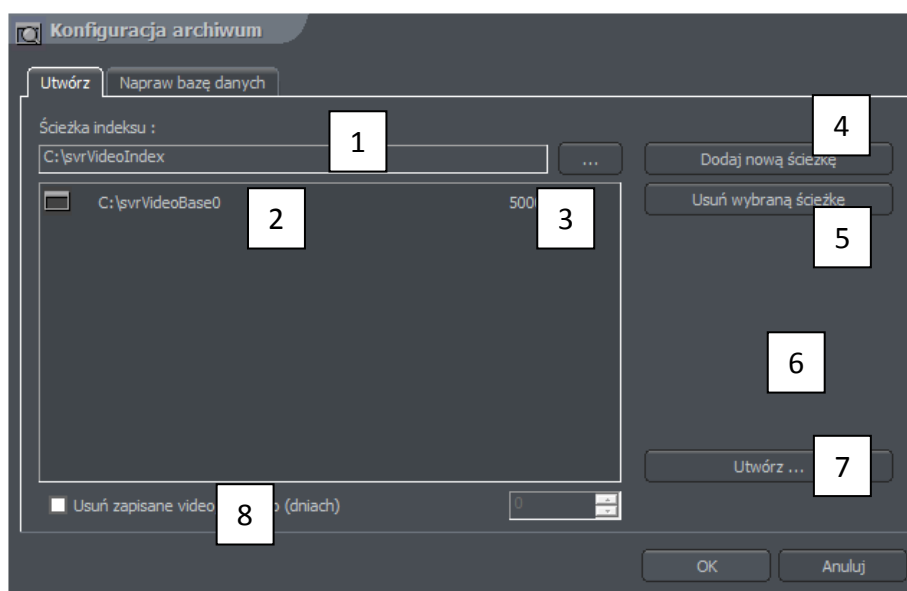 Konfiguracja archiwum
Utwórz Napraw bazę danych
Ścieżka indeksu :
1
4
C:\svrVideoIndex ... Dodaj nową ścieżkę
C:\svrVideoBase0 Usuń wybraną ścieżkę
2
3
5
6
Utwórz ...
7
Usuń zapisane video (dniach) 0
8
OK Anuluj